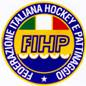 FEDERAZIONE ITALIANA HOCKEY E PATTINAGGIO
FIHP